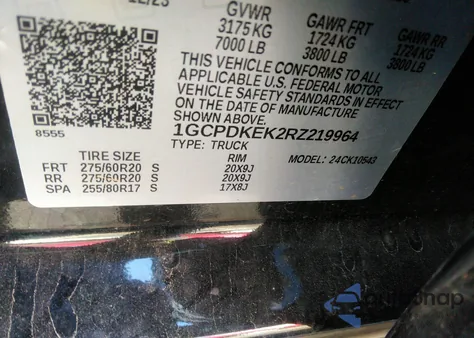 12/23
GVWR GAWR FRT GAWR RR
3175 KG 1724 KG 1724 KG
7000 LB 3800 LB 3800 LB
THIS VEHICLE CONFORMS TO ALL
APPLICABLE U.S. FEDERAL MOTOR
VEHICLE SAFETY STANDARDS IN EFFECT
ON THE DATE OF MANUFACTURE
SHOWN ABOVE.
8555
1GCPDKEK2RZ219964
TYPE: TRUCK MODEL: 24CK10543
TIRE SIZE RIM
FRT 275/60R20 S 20X9J
RR 275/60R20 S 20X9J
SPA 255/80R17 S 17X8J